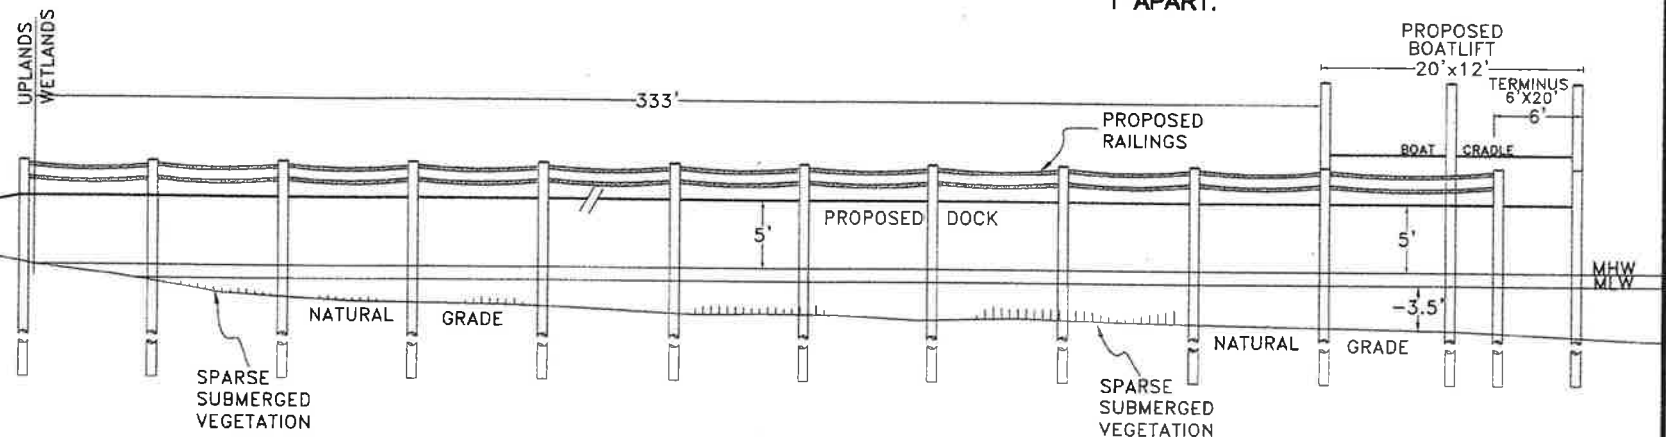 1' APART.
UPLANDS
WETLANDS
PROPOSED
BOATLIFT
20'x12'
TERMINUS
6'X20'
6'
333'
PROPOSED
RAILINGS
BOAT CRADLE
PROPOSED DOCK
5'
5'
MHW
MLW
-3.5'
NATURAL GRADE
NATURAL GRADE
SPARSE
SUBMERGED
VEGETATION
SPARSE
SUBMERGED
VEGETATION